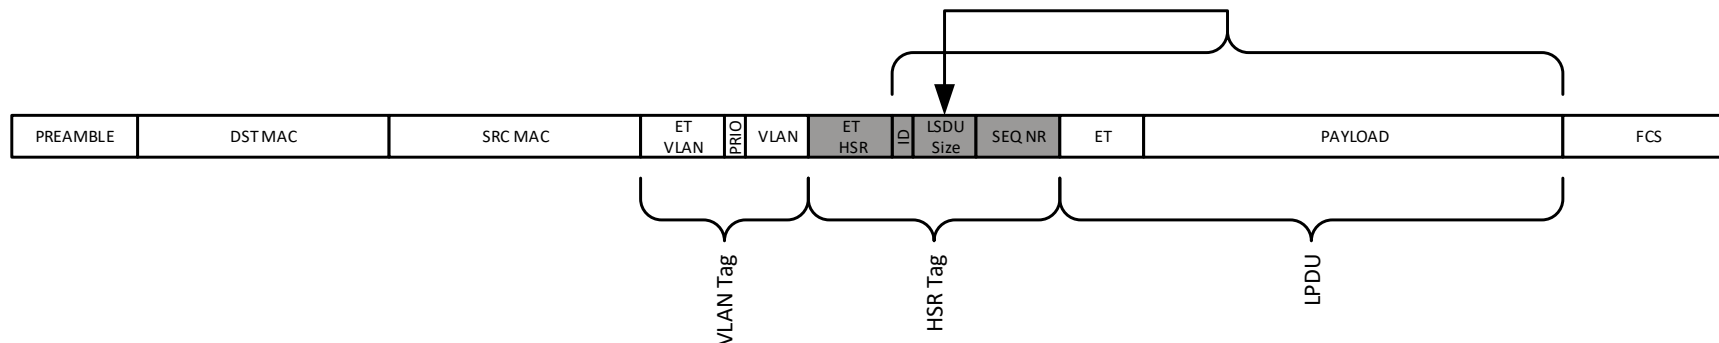 PREAMBLE
DST MAC
SRC MAC
ET
VLAN
PRIO
VLAN
ET
HSR
ID
LSDU
Size
SEQ NR
ET
PAYLOAD
FCS
VLAN Tag
HSR Tag
LPDU